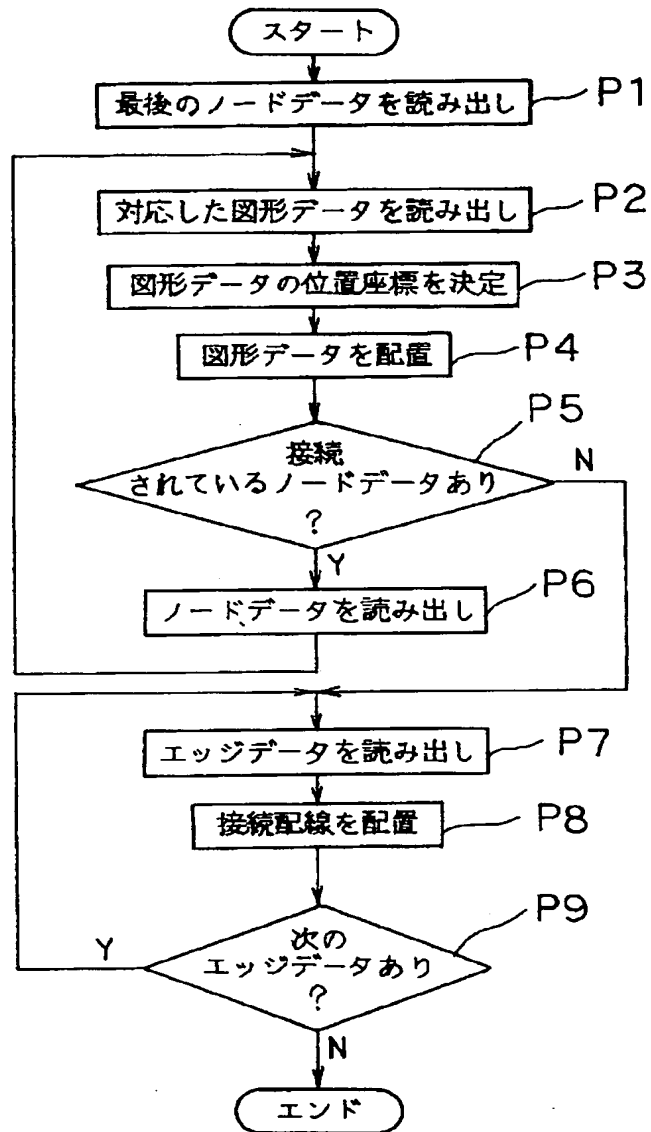 スタート
最後のノードデータを読み出し
P1
対応した図形データを読み出し
P2
図形データの位置座標を決定
P3
図形データを配置
P4
P5
接続
されているノードデータあり
?
N
Y
ノードデータを読み出し
P6
エッジデータを読み出し
P7
接続配線を配置
P8
P9
次の
エッジデータあり
?
Y
N
エンド